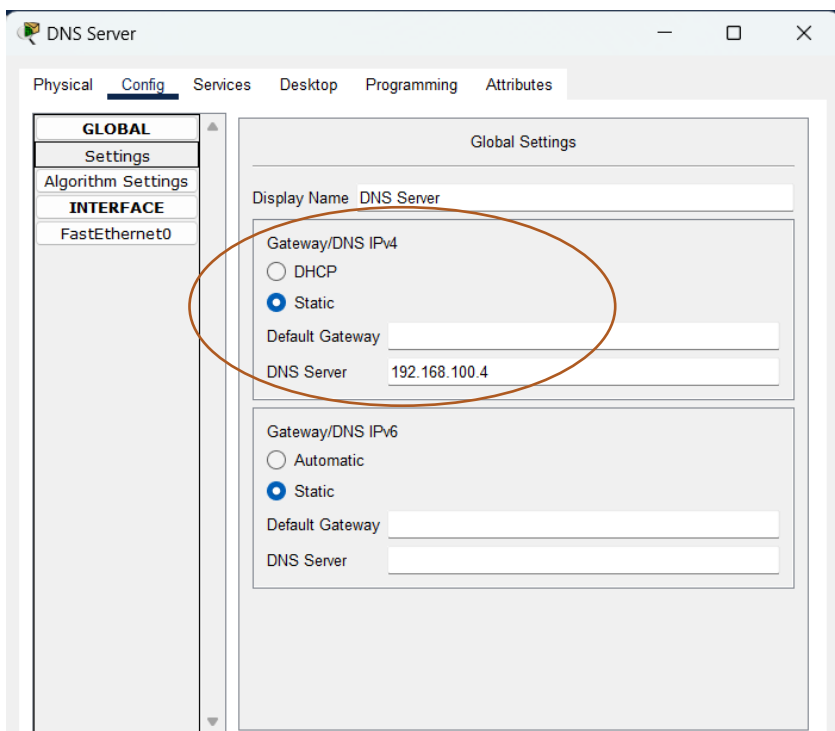 DNS Server
Physical Config Services Desktop Programming Attributes
GLOBAL
Settings
Algorithm Settings
INTERFACE
FastEthernet0
Global Settings
Display Name DNS Server
Gateway/DNS IPv4
DHCP
Static
Default Gateway
DNS Server 192.168.100.4
Gateway/DNS IPv6
Automatic
Static
Default Gateway
DNS Server